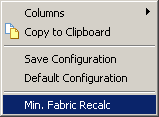 Columns
Copy to Clipboard
Save Configuration
Default Configuration
Min. Fabric Recalc